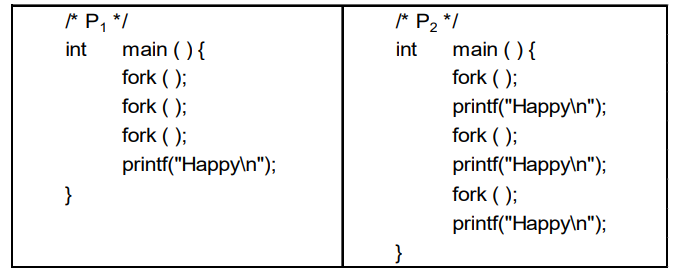 /* P1 */
int main ( ) {
fork ( );
fork ( );
fork ( );
printf("Happy\n");
}
/* P2 */
int main ( ) {
fork ( );
printf("Happy\n");
fork ( );
printf("Happy\n");
fork ( );
printf("Happy\n");
}